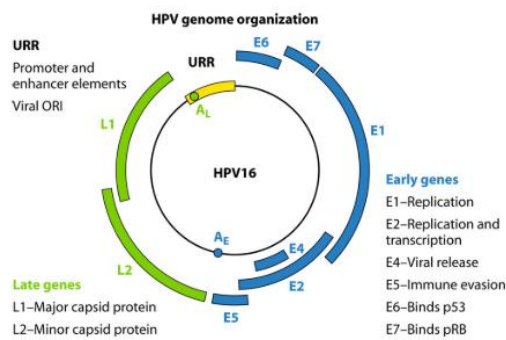 HPV genome organization
URR
Promoter and
enhancer elements
Viral ORI
URR
E6
E7
L1
AL
E1
HPV16
AE
E4
L2
E2
E5
Early genes
E1–Replication
E2–Replication and
transcription
E4–Viral release
E5–Immune evasion
E6–Binds p53
E7–Binds pRB
Late genes
L1–Major capsid protein
L2–Minor capsid protein